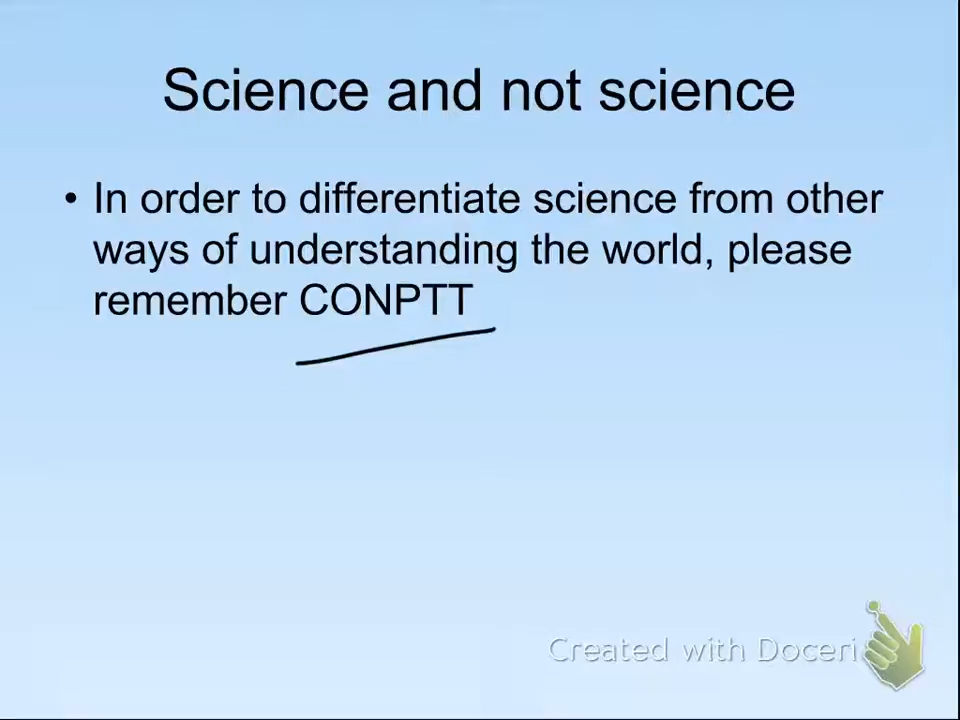 Science and not science
• In order to differentiate science from other
ways of understanding the world, please
remember CONPTT
Created with Doceri